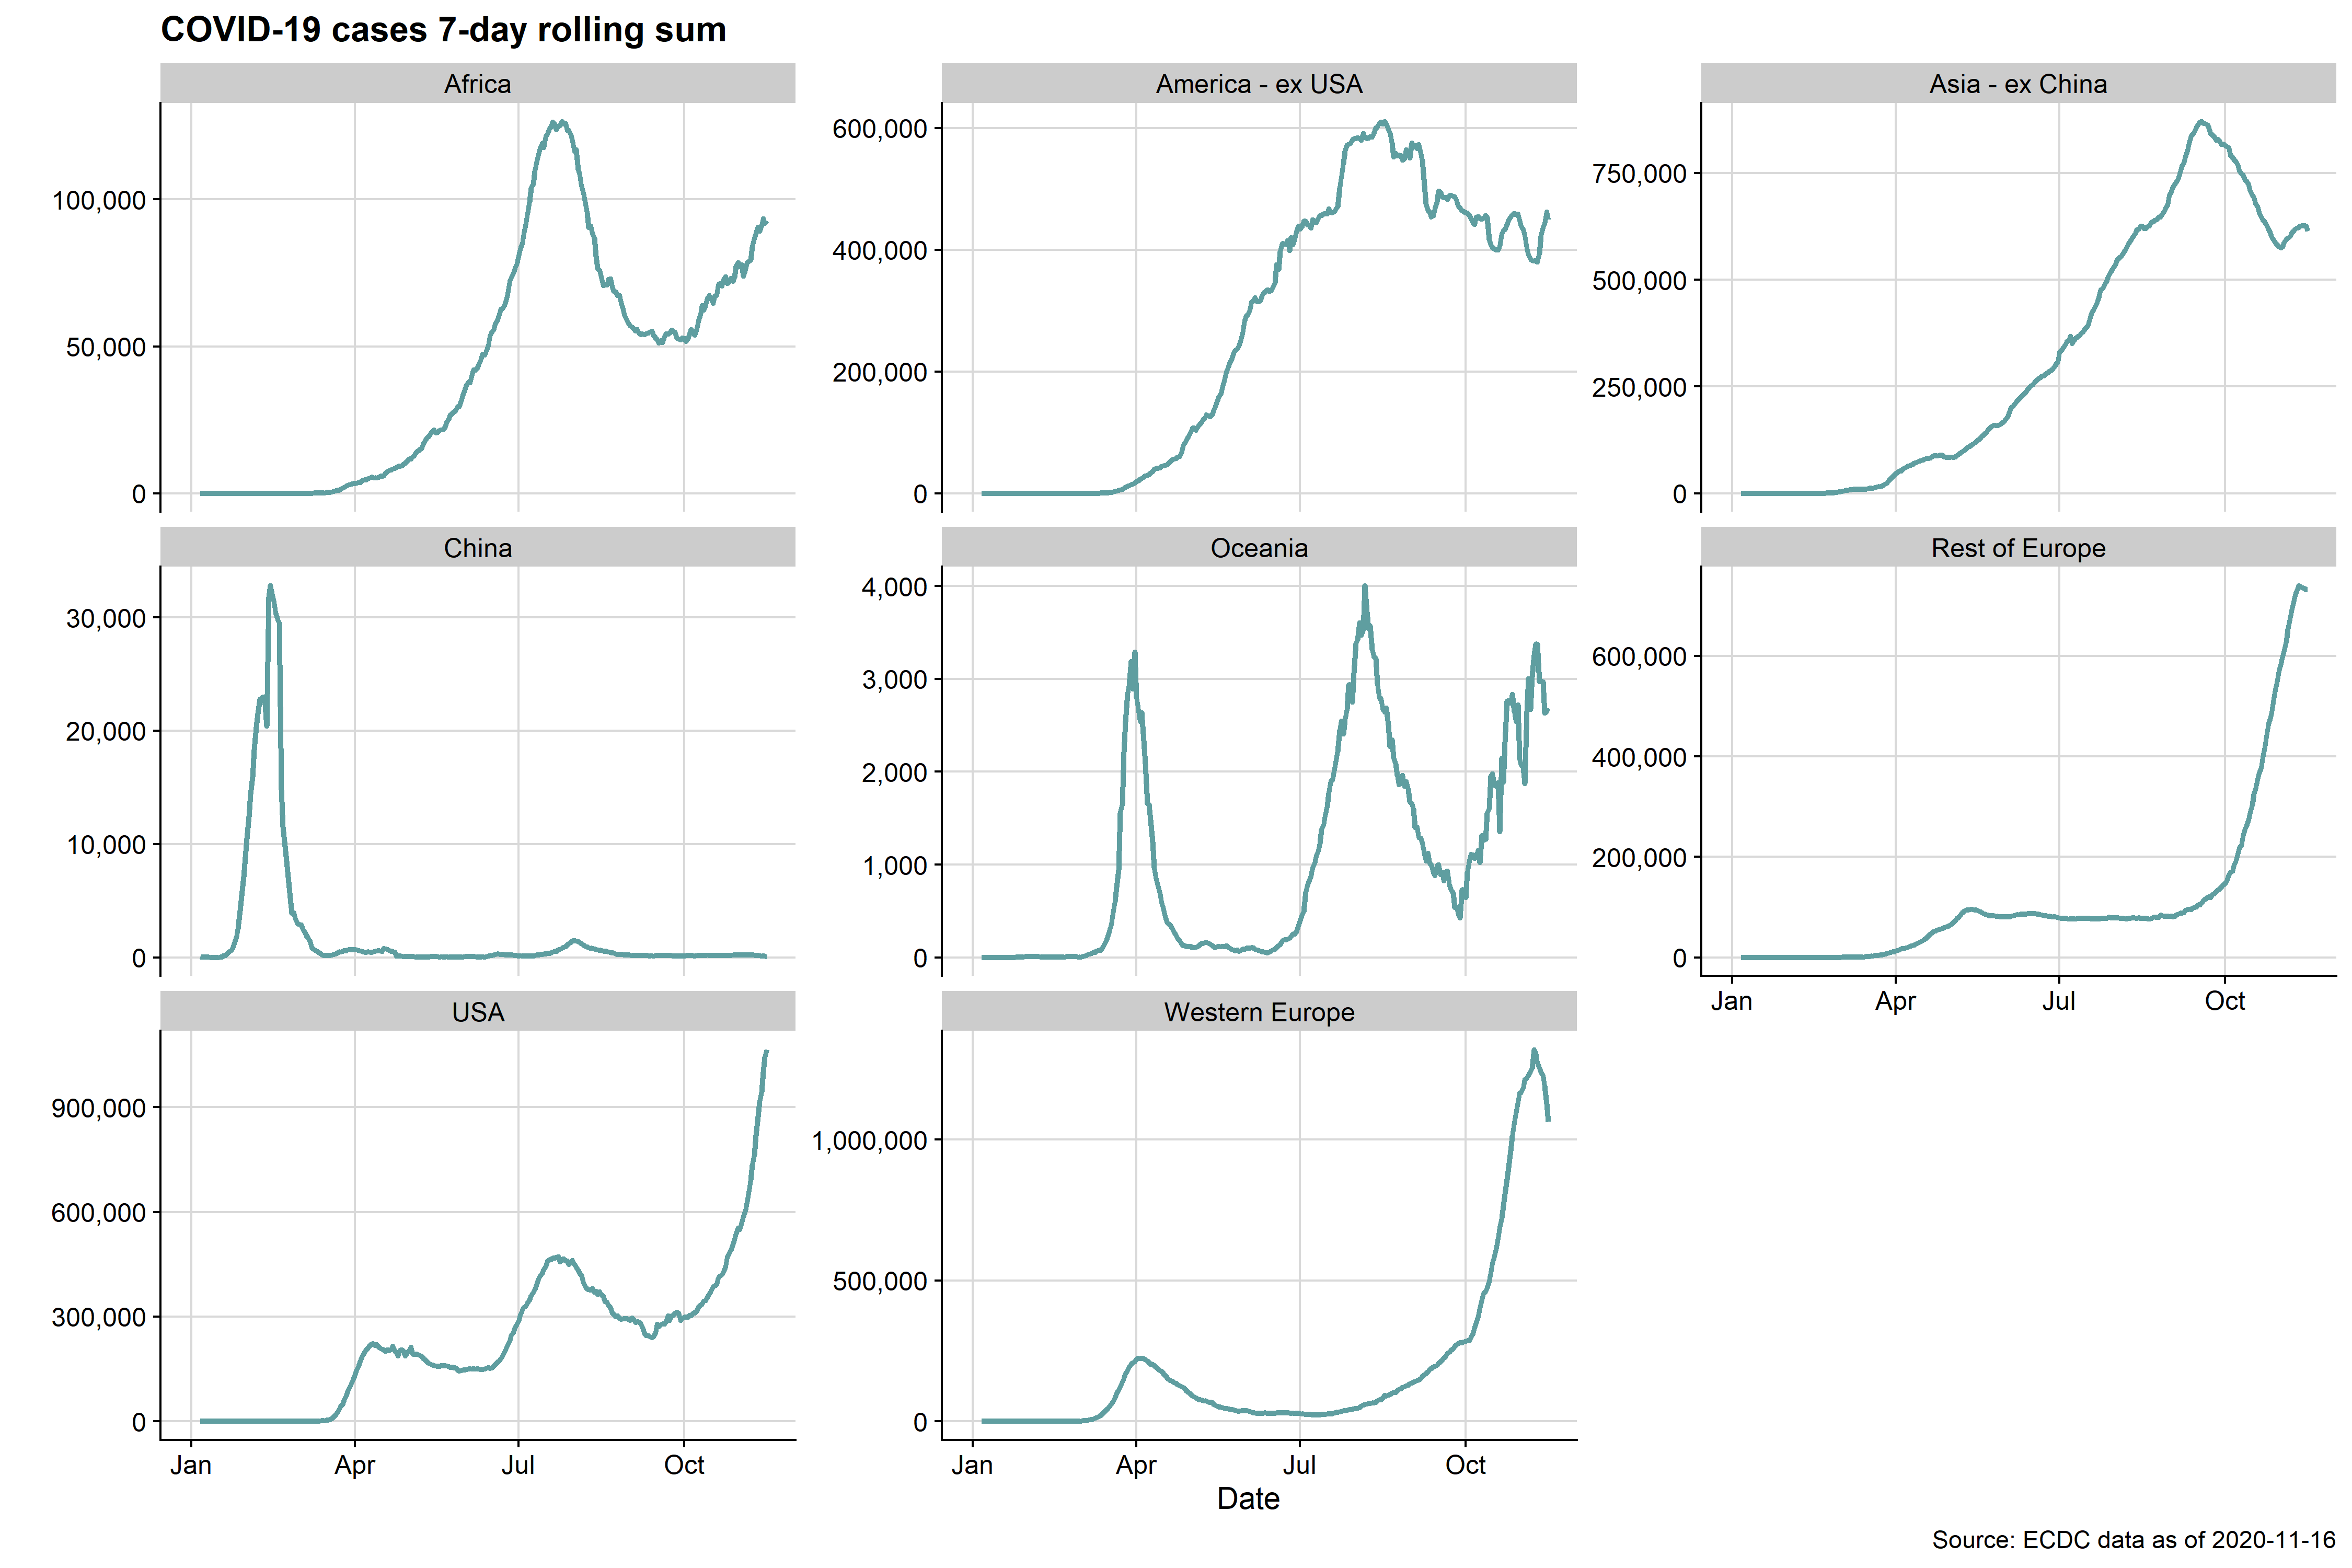 COVID-19 cases 7-day rolling sum
Africa
100,000
50,000
0
America - ex USA
600,000
400,000
200,000
0
Asia - ex China
750,000
500,000
250,000
0
China
30,000
20,000
10,000
0
Oceania
4,000
3,000
2,000
1,000
0
Rest of Europe
600,000
400,000
200,000
0
Jan Apr Jul Oct
USA
900,000
600,000
300,000
0
Jan Apr Jul Oct
Western Europe
1,000,000
500,000
0
Jan Apr Jul Oct
Date
Source: ECDC data as of 2020-11-16